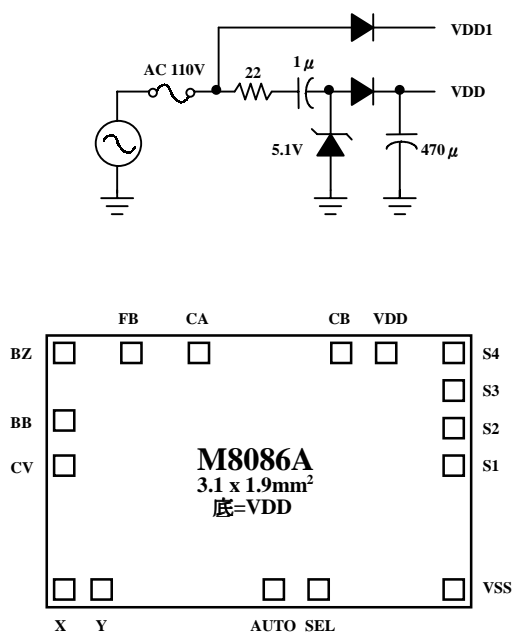 VDD1
AC 110V
22
1μ
VDD
5.1V
470μ
FB CA CB VDD
BZ
S4
S3
BB
S2
CV
S1
M8086A
3.1 x 1.9mm²
底=VDD
VSS
X Y AUTO SEL